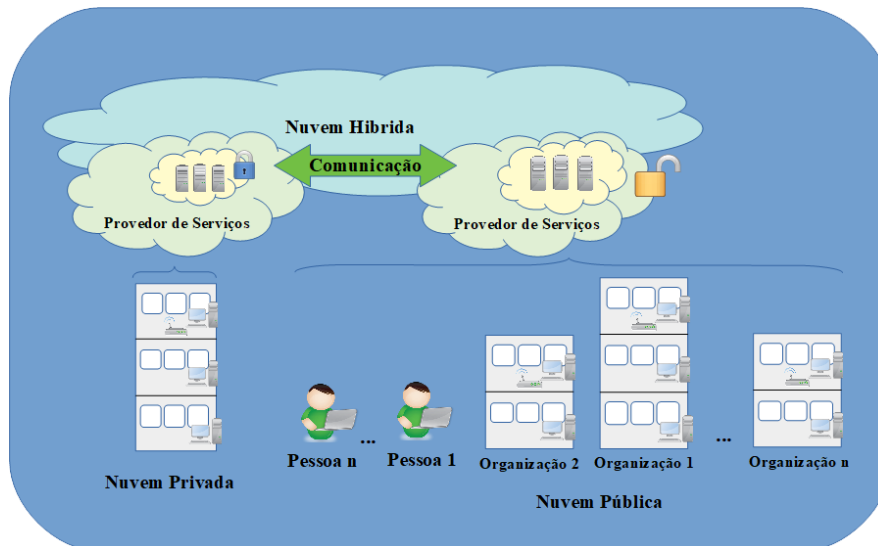 Nuvem Hibrida
Comunicação
Provedor de Serviços
Provedor de Serviços
...
...
Pessoa n
Pessoa 1
Organização 2
Organização 1
Organização n
Nuvem Privada
Nuvem Pública